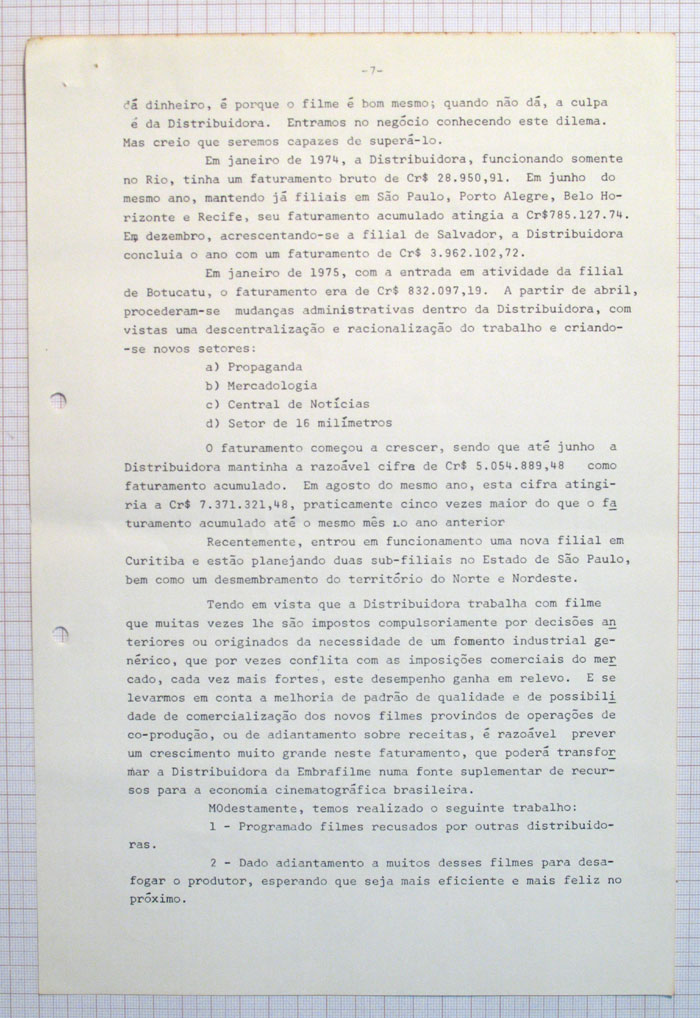 -7-
dá dinheiro, é porque o filme é bom mesmo; quando não dá, a culpa
é da Distribuidora. Entramos no negócio conhecendo este dilema.
Mas creio que seremos capazes de superá-lo.
Em janeiro de 1974, a Distribuidora, funcionando somente
no Rio, tinha um faturamento bruto de Cr$ 28.950,91. Em junho do
mesmo ano, mantendo já filiais em São Paulo, Porto Alegre, Belo Ho-
rizonte e Recife, seu faturamento acumulado atingia a Cr$785.127.74.
Em dezembro, acrescentando-se a filial de Salvador, a Distribuidora
concluia o ano com um faturamento de Cr$ 3.962.102,72.
Em janeiro de 1975, com a entrada em atividade da filial
de Botucatu, o faturamento era de Cr$ 832.097,19. A partir de abril,
procederam-se mudanças administrativas dentro da Distribuidora, com
vistas uma descentralização e racionalização do trabalho e criando-
-se novos setores:
a) Propaganda
b) Mercadologia
c) Central de Notícias
d) Setor de 16 milímetros
O faturamento começou a crescer, sendo que até junho a
Distribuidora mantinha a razoável cifra de Cr$ 5.054.889,48 como
faturamento acumulado. Em agosto do mesmo ano, esta cifra atingi-
ria a Cr$ 7.371.321,48, praticamente cinco vezes maior do que o fa
turamento acumulado até o mesmo mês do ano anterior
Recentemente, entrou em funcionamento uma nova filial em
Curitiba e estão planejando duas sub-filiais no Estado de São Paulo,
bem como um desmembramento do território do Norte e Nordeste.
Tendo em vista que a Distribuidora trabalha com filme
que muitas vezes lhe são impostos compulsoriamente por decisões an
teriores ou originados da necessidade de um fomento industrial ge-
nérico, que por vezes conflita com as imposições comerciais do mer
cado, cada vez mais fortes, este desempenho ganha em relevo. E se
levarmos em conta a melhoria de padrão de qualidade e de possibili
dade de comercialização dos novos filmes provindos de operações de
co-produção, ou de adiantamento sobre receitas, é razoável prever
um crescimento muito grande neste faturamento, que poderá transfor
mar a Distribuidora da Embrafilme numa fonte suplementar de recur-
sos para a economia cinematográfica brasileira.
MOdestamente, temos realizado o seguinte trabalho:
1 - Programado filmes recusados por outras distribuido-
ras.
2 - Dado adiantamento a muitos desses filmes para desa-
fogar o produtor, esperando que seja mais eficiente e mais feliz no
próximo.